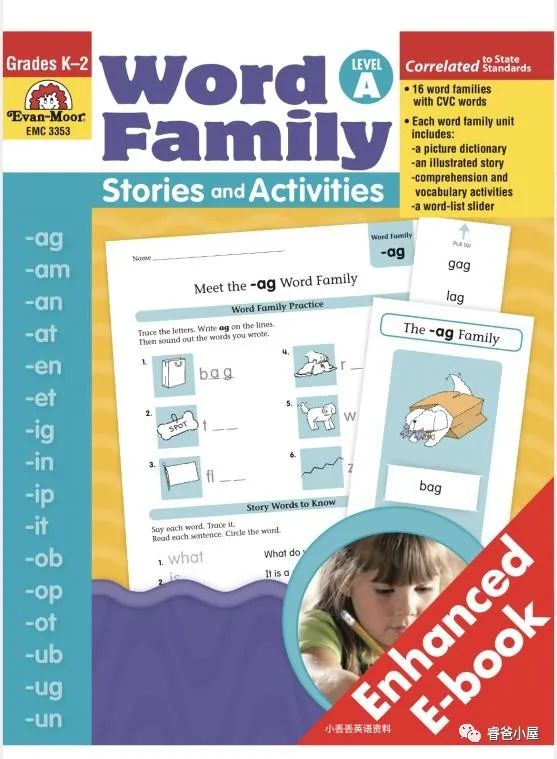 Grades K–2
Evan-Moor®
EMC 3353
Word
Family
LEVEL
A
Stories and Activities
Correlated to State
Standards
• 16 word families
with CVC words
• Each word family unit
includes:
-a picture dictionary
-an illustrated story
-comprehension and
vocabulary activities
-a word-list slider
-ag
-am
-an
-at
-en
-et
-ig
-in
-ip
-it
-ob
-op
-ot
-ub
-ug
-un
Name
Word Family
-ag
Meet the -ag Word Family
Word Family Practice
Trace the letters. Write ag on the lines.
Then sound out the words you wrote.
1.
bag
2.
SPOT
t
3.
fl
4.
r
5.
w
6.
z
Story Words to Know
Say each word. Trace it.
Read each sentence. Circle the word.
1. what
What do
2. is
It is a
Pull Up
gag
lag
The -ag Family
bag
Enhanced
E-book
小丢丢英语资料
睿爸小屋